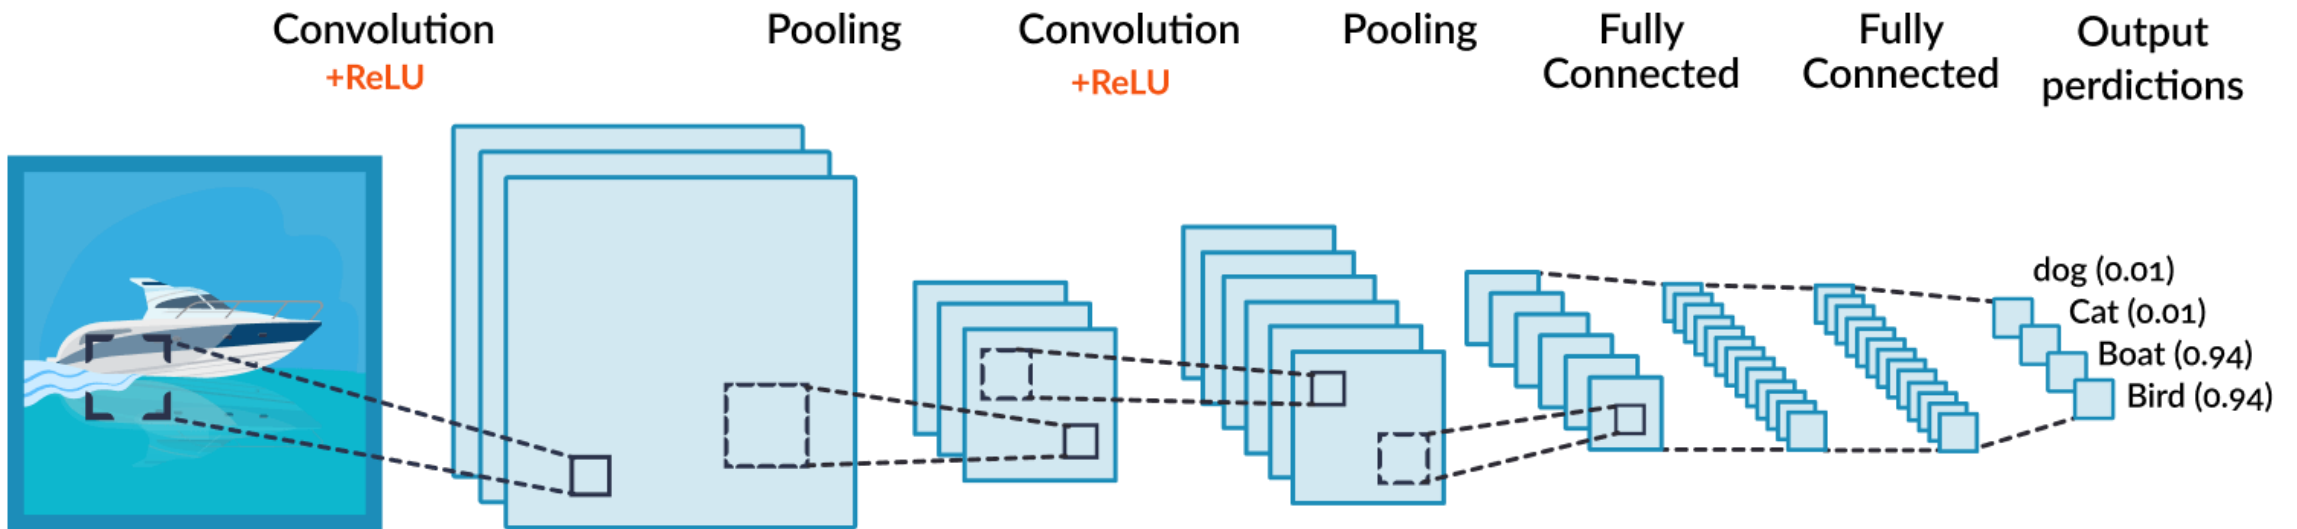 Convolution
+ReLU
Pooling
Convolution
+ReLU
Pooling
Fully
Connected
Fully
Connected
Output
perdictions
dog (0.01)
Cat (0.01)
Boat (0.94)
Bird (0.94)